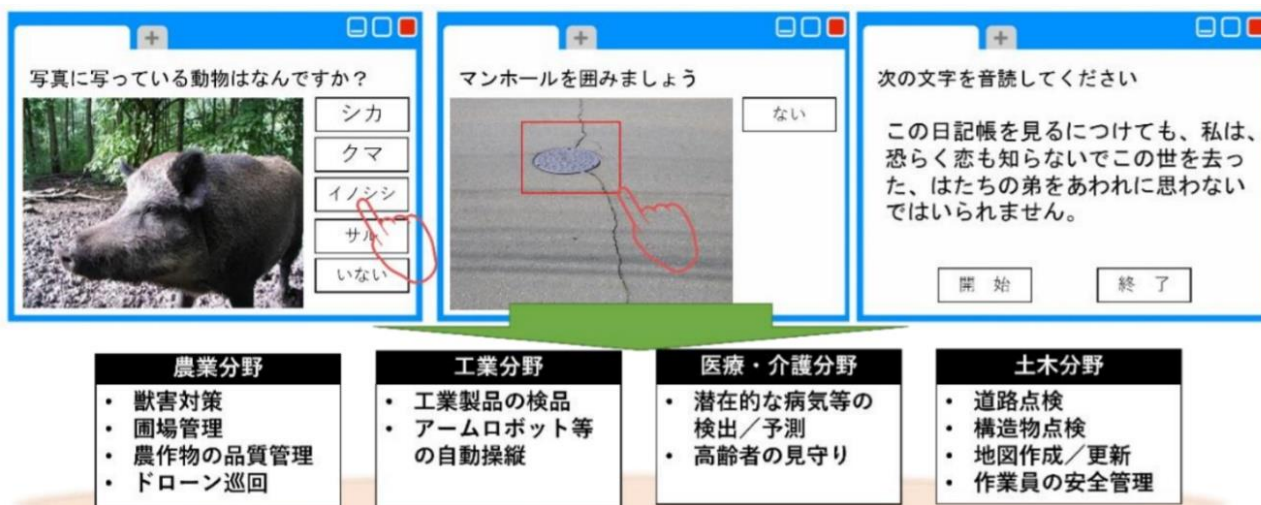 写真に写っている動物はなんですか？
シカ
クマ
イノシシ
サル
いない
マンホールを囲みましょう
ない
次の文字を音読してください
この日記帳を見るにつけても、私は、
恐らく恋も知らないでこの世を去っ
た、はたちの弟をあわれに思わない
ではいられません。
開 始
終 了
農業分野
• 獣害対策
• 圃場管理
• 農作物の品質管理
• ドローン巡回
工業分野
• 工業製品の検品
• アームロボット等
の自動操縦
医療・介護分野
• 潜在的な病気等の
検出／予測
• 高齢者の見守り
土木分野
• 道路点検
• 構造物点検
• 地図作成／更新
• 作業員の安全管理